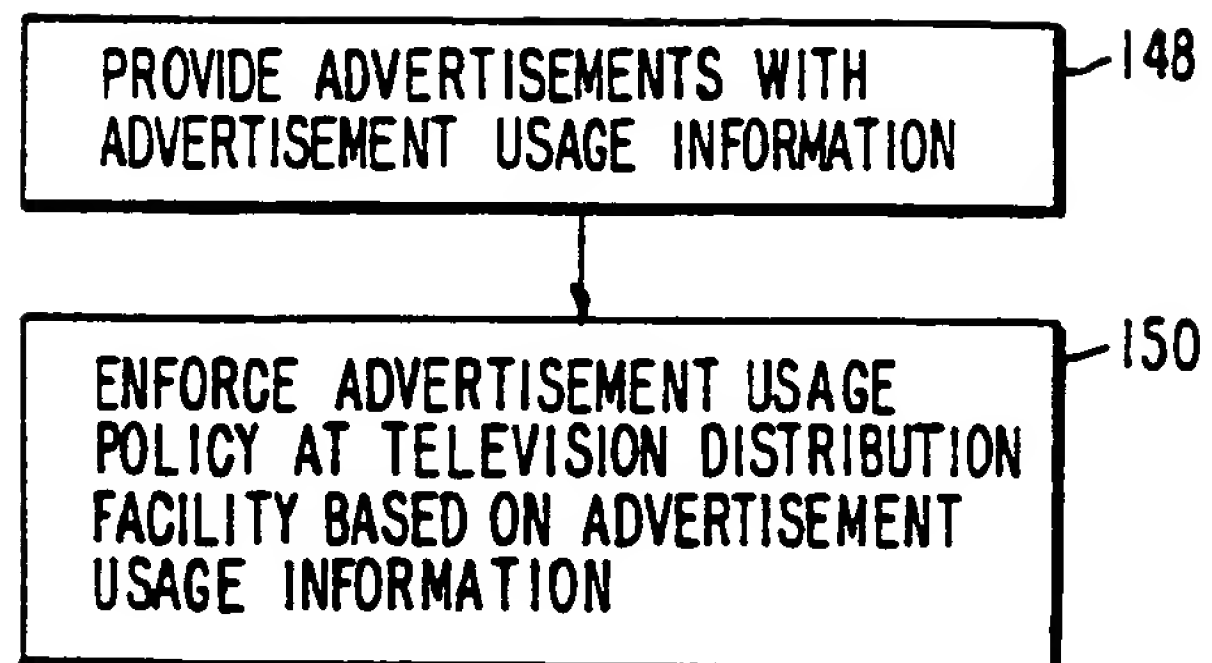 PROVIDE ADVERTISEMENTS WITH
ADVERTISEMENT USAGE INFORMATION
148
ENFORCE ADVERTISEMENT USAGE
POLICY AT TELEVISION DISTRIBUTION
FACILITY BASED ON ADVERTISEMENT
USAGE INFORMATION
150